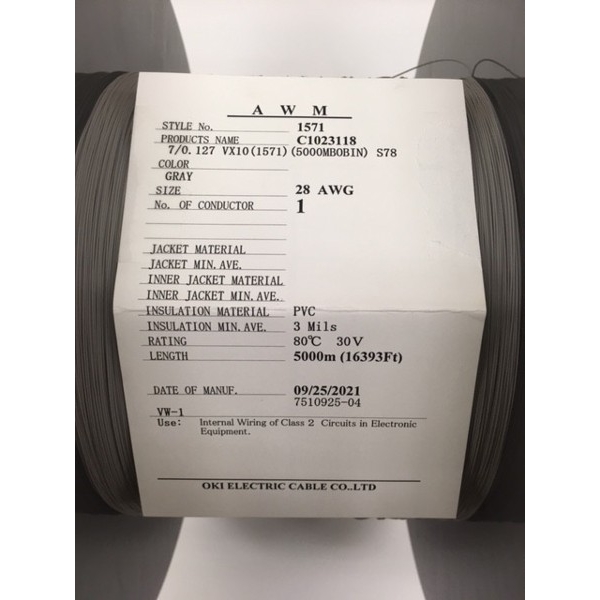 A W M
STYLE No. 1571
PRODUCTS NAME C1023118
7/0.127 VX10(1571)(5000MBOBIN) S78
COLOR
GRAY
SIZE 28 AWG
No. OF CONDUCTOR 1
JACKET MATERIAL
JACKET MIN. AVE.
INNER JACKET MATERIAL
INNER JACKET MIN. AVE.
INSULATION MATERIAL PVC
INSULATION MIN. AVE. 3 Mils
RATING 80℃ 30V
LENGTH 5000m (16393Ft)
DATE OF MANUF. 09/25/2021
7510925-04
VW-1
Use: Internal Wiring of Class 2 Circuits in Electronic
Equipment.
OKI ELECTRIC CABLE CO.,LTD